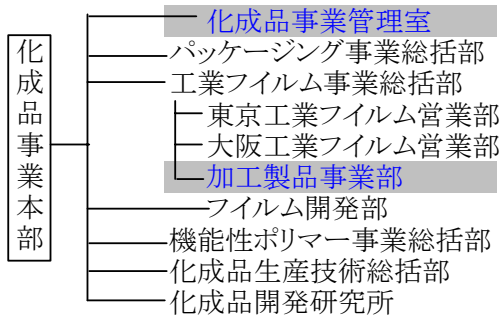 化成品事業本部
化成品事業管理室
パッケージング事業総括部
工業フイルム事業総括部
東京工業フイルム営業部
大阪工業フイルム営業部
加工製品事業部
フイルム開発部
機能性ポリマー事業総括部
化成品生産技術総括部
化成品開発研究所